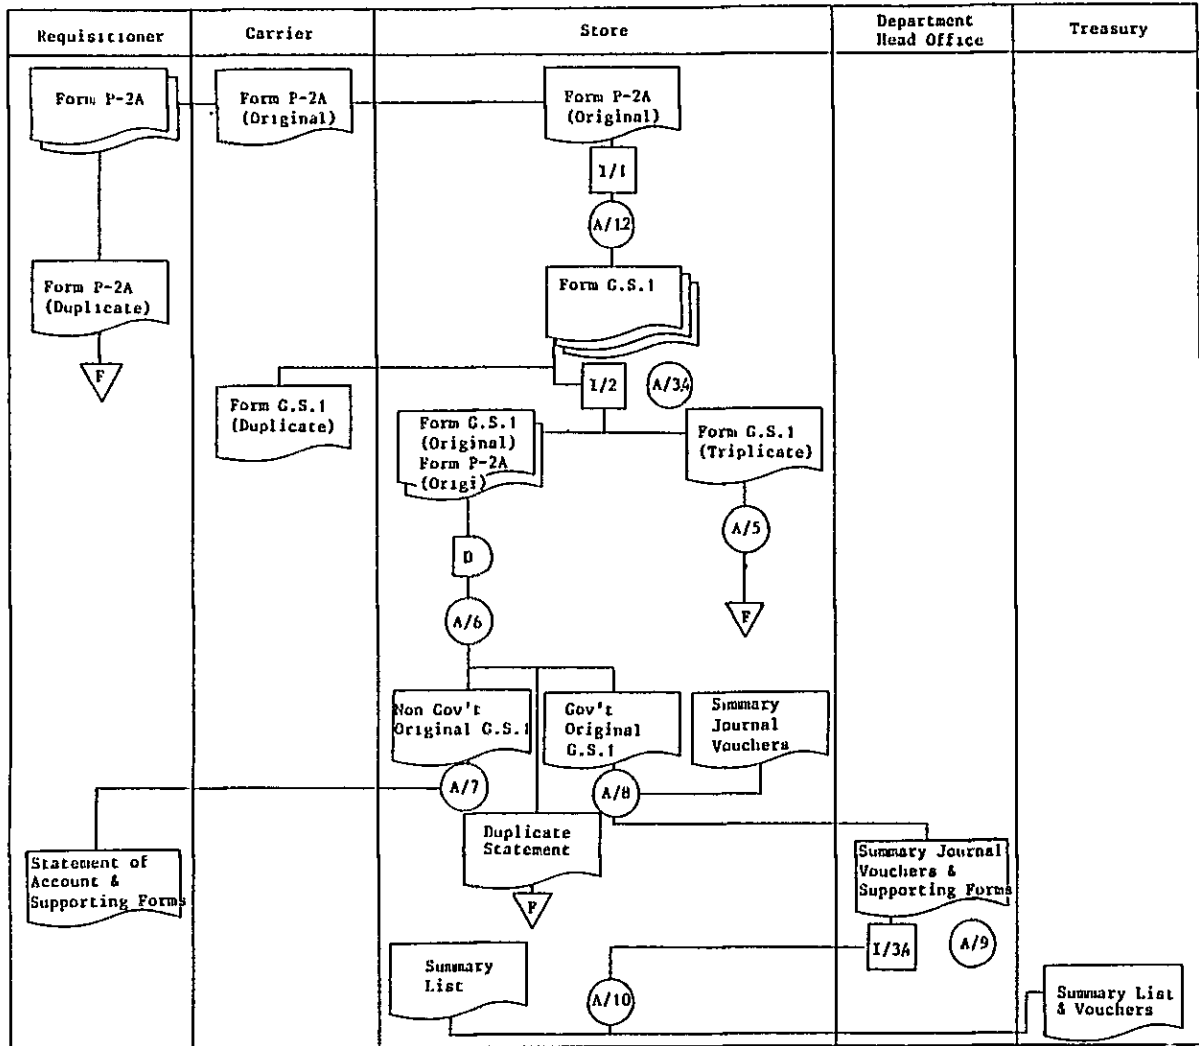 Requisitioner
Carrier
Store
Department
Head Office
Treasury
Form P-2A
Form P-2A
(Original)
Form P-2A
(Original)
I/1
A/12
Form P-2A
(Duplicate)
Form G.S.1
F
I/2
A/34
Form G.S.1
(Duplicate)
Form G.S.1
(Original)
Form P-2A
(Origi)
Form G.S.1
(Triplicate)
A/5
D
A/6
F
Non Gov't
Original G.S.1
Gov't
Original
G.S.1
Summary
Journal
Vouchers
A/7
A/8
Duplicate
Statement
F
Statement of
Account &
Supporting Forms
Summary Journal
Vouchers &
Supporting Forms
I/34
A/9
Summary
List
A/10
Summary List
& Vouchers